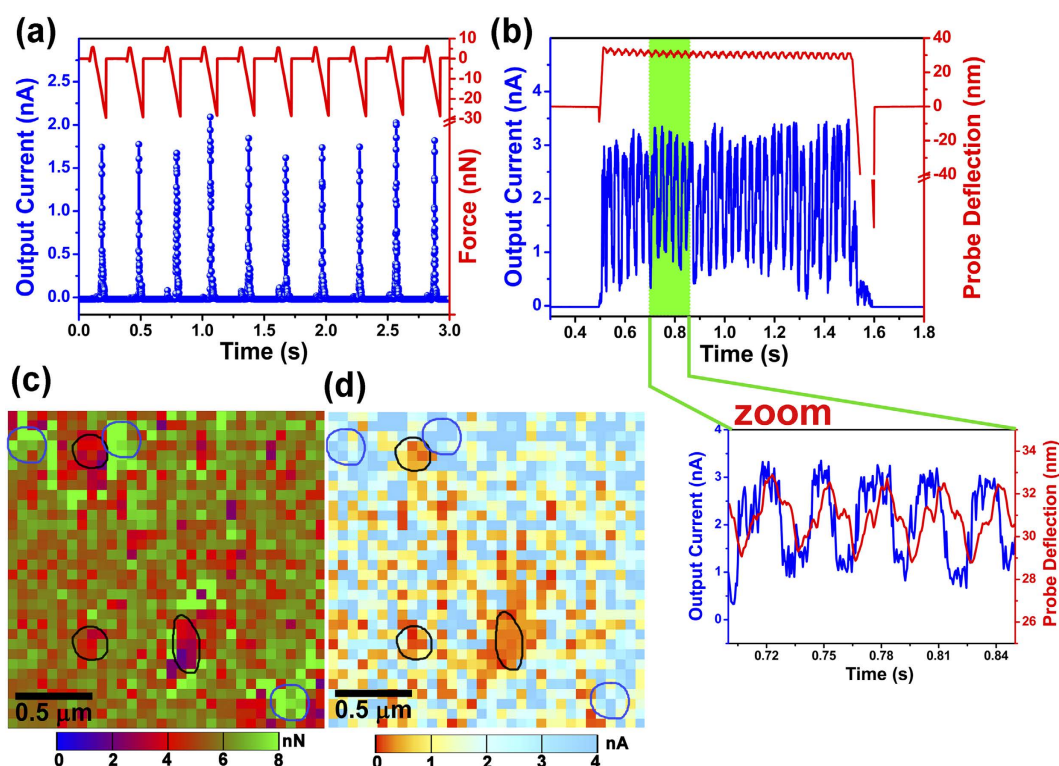 (a)
Output Current (nA)
2.5
2.0
1.5
1.0
0.5
0.0
10
0
-10
-20
-30
Force (nN)
0.0 0.5 1.0 1.5 2.0 2.5 3.0
Time (s)
(b)
Output Current (nA)
4
3
2
1
0
40
20
0
-20
-40
Probe Deflection (nm)
0.4 0.6 0.8 1.0 1.2 1.4 1.6 1.8
Time (s)
zoom
Output Current (nA)
4
3
2
1
0
34
32
30
28
26
Probe Deflection (nm)
0.72 0.75 0.78 0.81 0.84
Time (s)
(c)
0.5 μm
nN
0 2 4 6 8
(d)
0.5 μm
nA
0 1 2 3 4